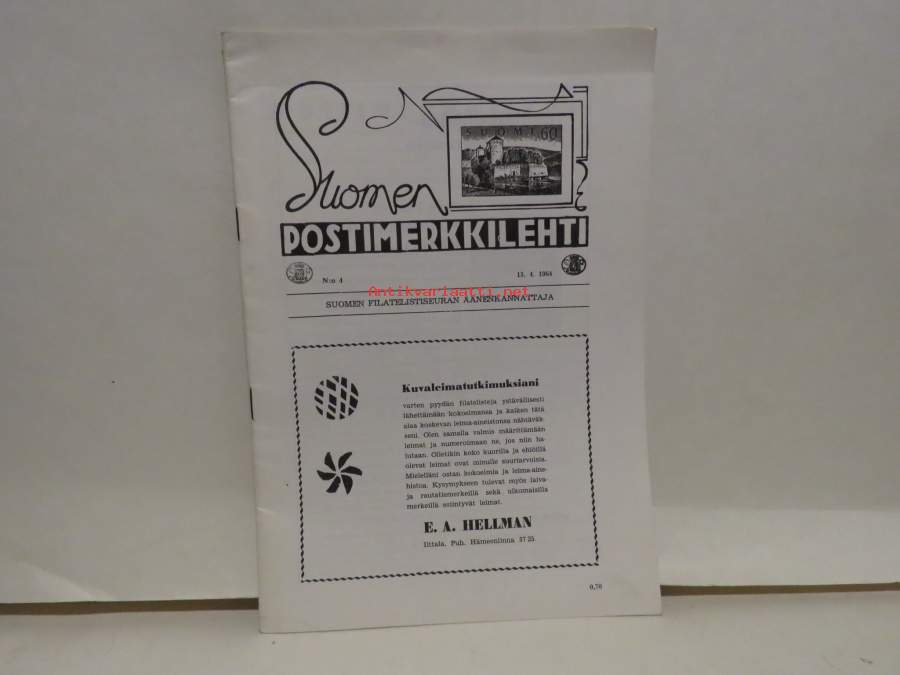 Suomen
SUOMI 60
POSTIMERKKILEHTI
N:o 4
15. 4. 1964
Antikvariaatti.net
SUOMEN FILATELISTISEURAN ÄÄNENKANNATTAJA
Kuvaleimatutkimuksiani
varten pyydän filatelisteja ystävällisesti
lähettämään kokoelmansa ja kaiken tätä
alaa koskevan leima-aineistonsa nähtäväk-
seni. Olen samalla valmis määrittämään
leimat ja numeroimaan ne, jos niin ha-
lutaan. Olletikin koko kuorilla ja ehiöillä
olevat leimat ovat minulle suuriarvoisia.
Mielelläni ostan kokoelmia ja leima-aine-
histoa. Kysymykseen tulevat myös laiva-
ja rautatiemerkeillä sekä ulkomaisilla
merkeillä esiintyvät leimat.
E. A. HELLMAN
Iittala. Puh. Hämeenlinna 37 25.
0,70